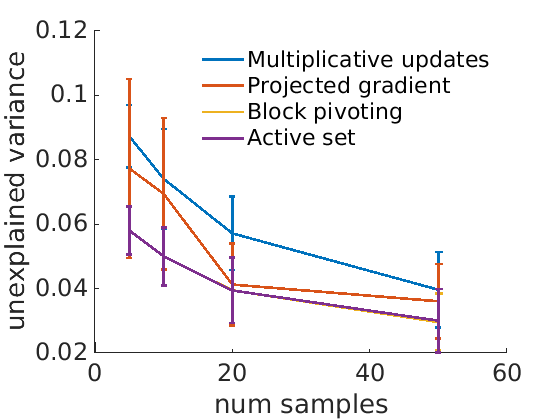 0.12
0.1
0.08
0.06
0.04
0.02
unexplained variance
Multiplicative updates
Projected gradient
Block pivoting
Active set
0
20
40
60
num samples